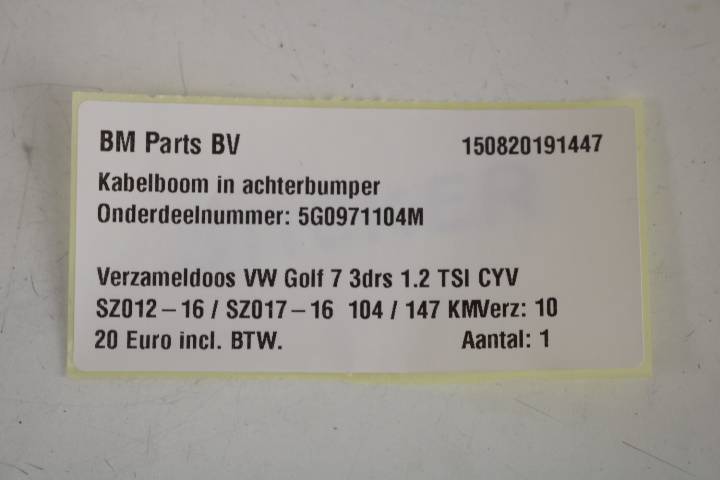 BM Parts BV 150820191447
Kabelboom in achterbumper
Onderdeelnummer: 5G0971104M
Verzameldoos VW Golf 7 3drs 1.2 TSI CYV
SZ012-16 / SZ017-16 104 / 147 KMVerz: 10
20 Euro incl. BTW. Aantal: 1